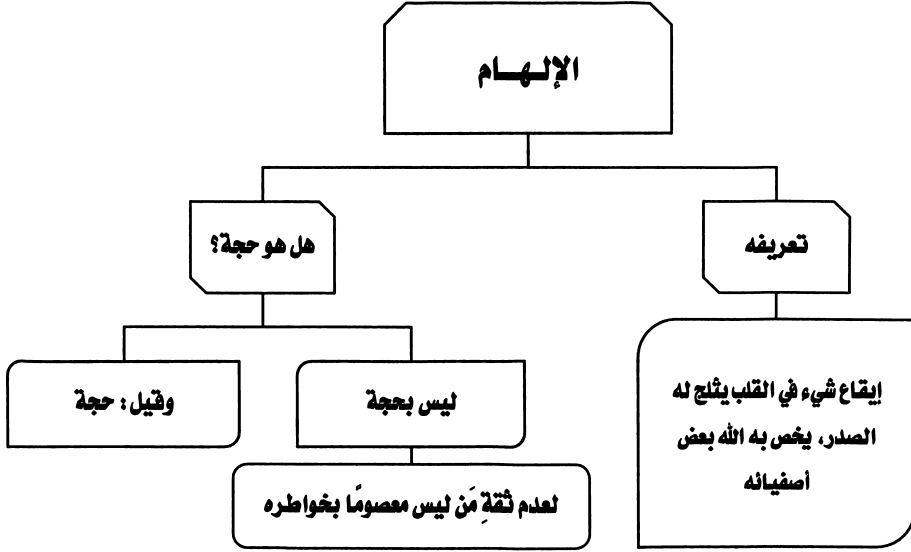 الإلهام
تعريفه
هل هو حجة؟
إيقاع شيء في القلب يثلج له
الصدر، يخص به الله بعض
أصفيائه
ليس بحجة
وقيل: حجة
لعدم ثقةِ مَن ليس معصومًا بخواطره